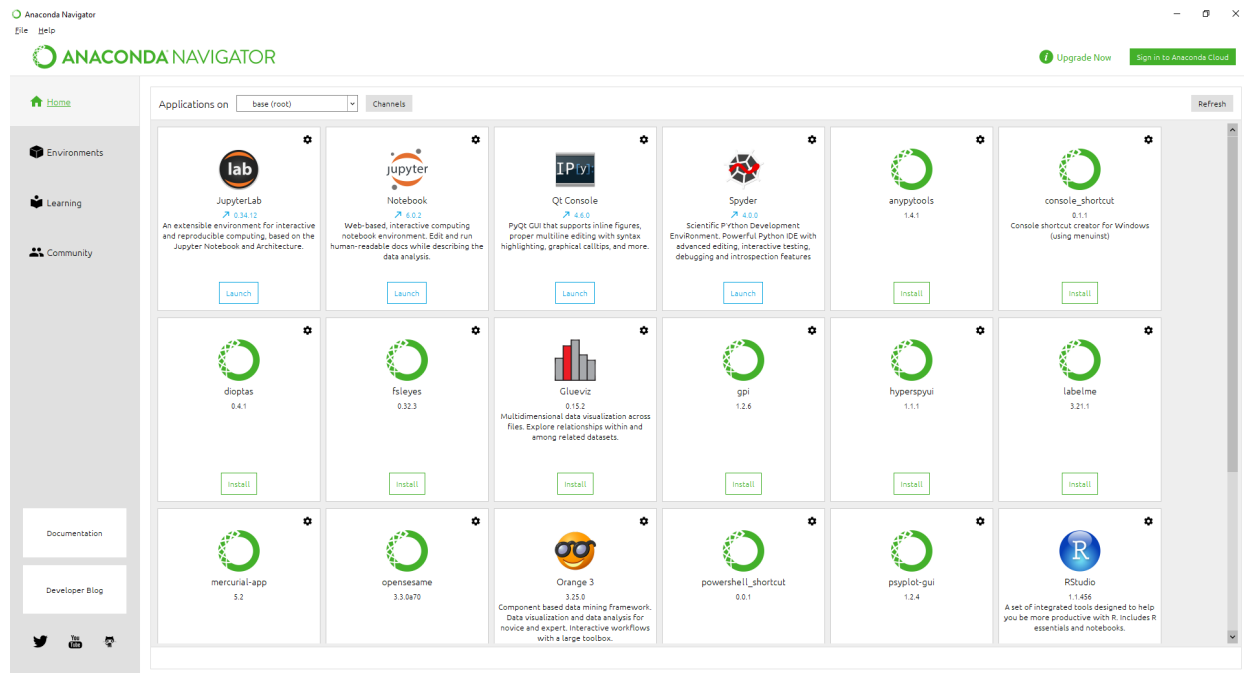 Anaconda Navigator
File Help
ANACONDA NAVIGATOR
Upgrade Now
Sign in to Anaconda Cloud
Home
Environments
Learning
Community
Documentation
Developer Blog
You
Tube
Applications on
base (root)
Channels
Refresh
lab
JupyterLab
0.34.12
An extensible environment for interactive
and reproducible computing, based on the
Jupyter Notebook and Architecture.
Launch
jupyter
Notebook
6.0.2
Web-based, interactive computing
notebook environment. Edit and run
human-readable docs while describing the
data analysis.
Launch
IP[y]:
Qt Console
4.6.0
PyQt GUI that supports inline figures,
proper multiline editing with syntax
highlighting, graphical calltips, and more.
Launch
Spyder
4.0.0
Scientific PYthon Development
EnviRonment. Powerful Python IDE with
advanced editing, interactive testing,
debugging and introspection features
Launch
anypytools
1.4.1
Install
console_shortcut
0.1.1
Console shortcut creator for Windows
(using menuinst)
Install
dioptas
0.4.1
Install
fsleyes
0.32.3
Install
Glueviz
0.15.2
Multidimensional data visualization across
files. Explore relationships within and
among related datasets.
Install
gpi
1.2.6
Install
hyperspyui
1.1.1
Install
labelme
3.21.1
Install
mercurial-app
5.2
opensesame
3.3.0a70
Orange 3
3.25.0
Component based data mining framework.
Data visualization and data analysis for
novice and expert. Interactive workflows
with a large toolbox.
powershell_shortcut
0.0.1
psyplot-gui
1.2.4
R
RStudio
1.1.456
A set of integrated tools designed to help
you be more productive with R. Includes R
essentials and notebooks.